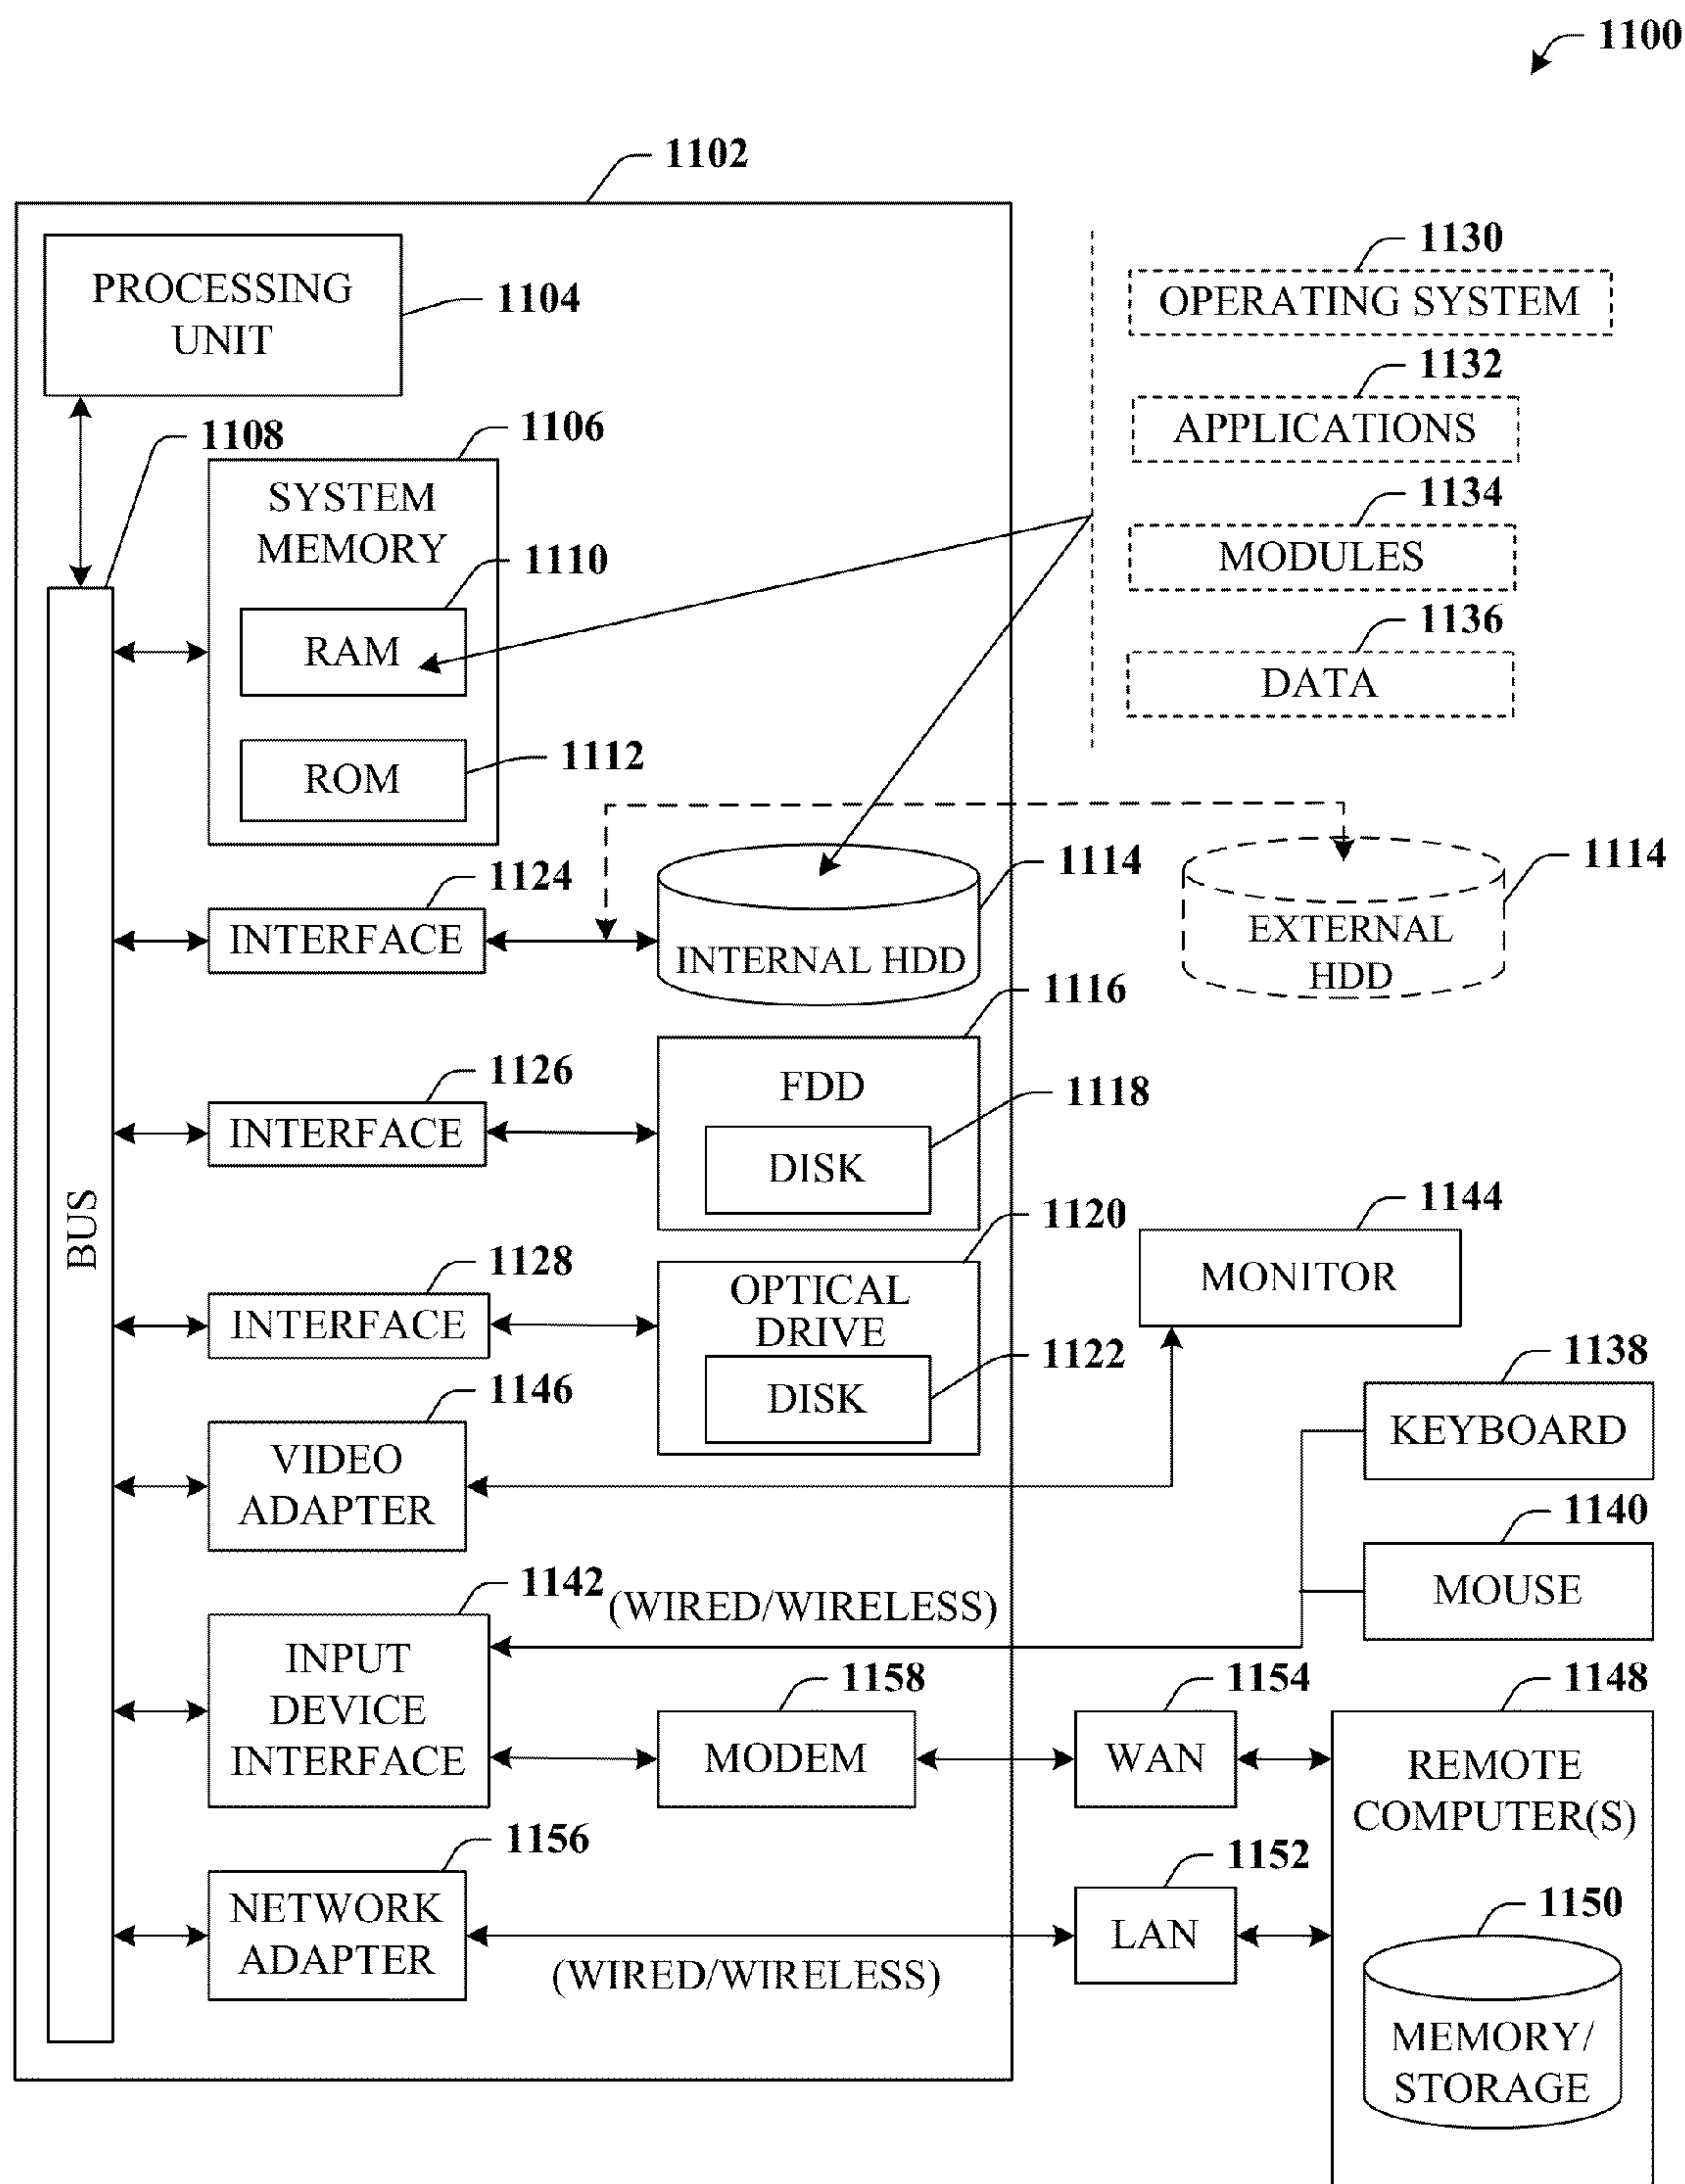 1100
1102
PROCESSING
UNIT
1104
1130
OPERATING SYSTEM
1132
APPLICATIONS
1134
MODULES
1136
DATA
1108
1106
SYSTEM
MEMORY
1110
RAM
1112
ROM
1124
INTERFACE
1114
INTERNAL HDD
1114
EXTERNAL
HDD
1126
INTERFACE
1116
FDD
1118
DISK
BUS
1128
INTERFACE
1120
OPTICAL
DRIVE
1122
DISK
1144
MONITOR
1146
VIDEO
ADAPTER
1138
KEYBOARD
1140
MOUSE
1142
(WIRED/WIRELESS)
INPUT
DEVICE
INTERFACE
1158
MODEM
1154
WAN
1148
REMOTE
COMPUTER(S)
1156
NETWORK
ADAPTER
(WIRED/WIRELESS)
1152
LAN
1150
MEMORY/
STORAGE